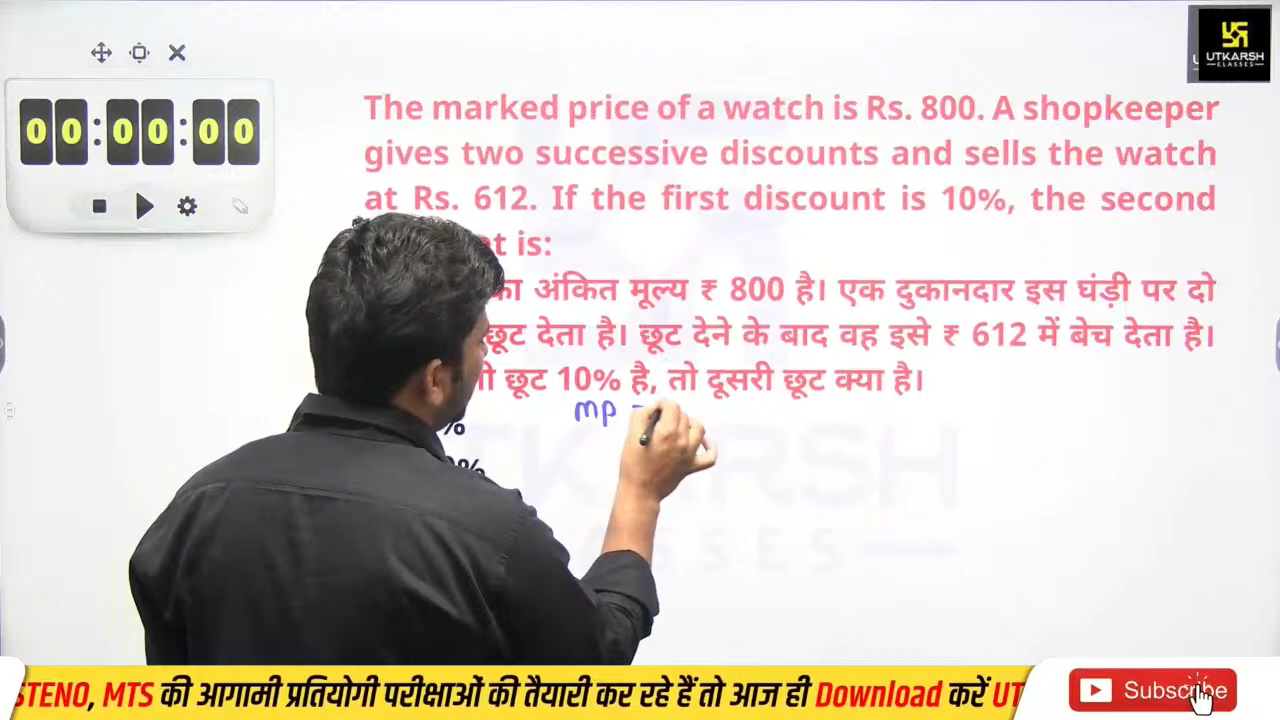 UTKARSH
CLASSES
00:00:00
The marked price of a watch is Rs. 800. A shopkeeper
gives two successive discounts and sells the watch
at Rs. 612. If the first discount is 10%, the second
is:
का अंकित मूल्य ₹ 800 है। एक दुकानदार इस घंड़ी पर दो
छूट देता है। छूट देने के बाद वह इसे ₹ 612 में बेच देता है।
छूट 10% है, तो दूसरी छूट क्या है।
mp
%
%
STENO, MTS की आगामी प्रतियोगी परीक्षाओं की तैयारी कर रहे हैं तो आज ही Download करें UT
Subscribe